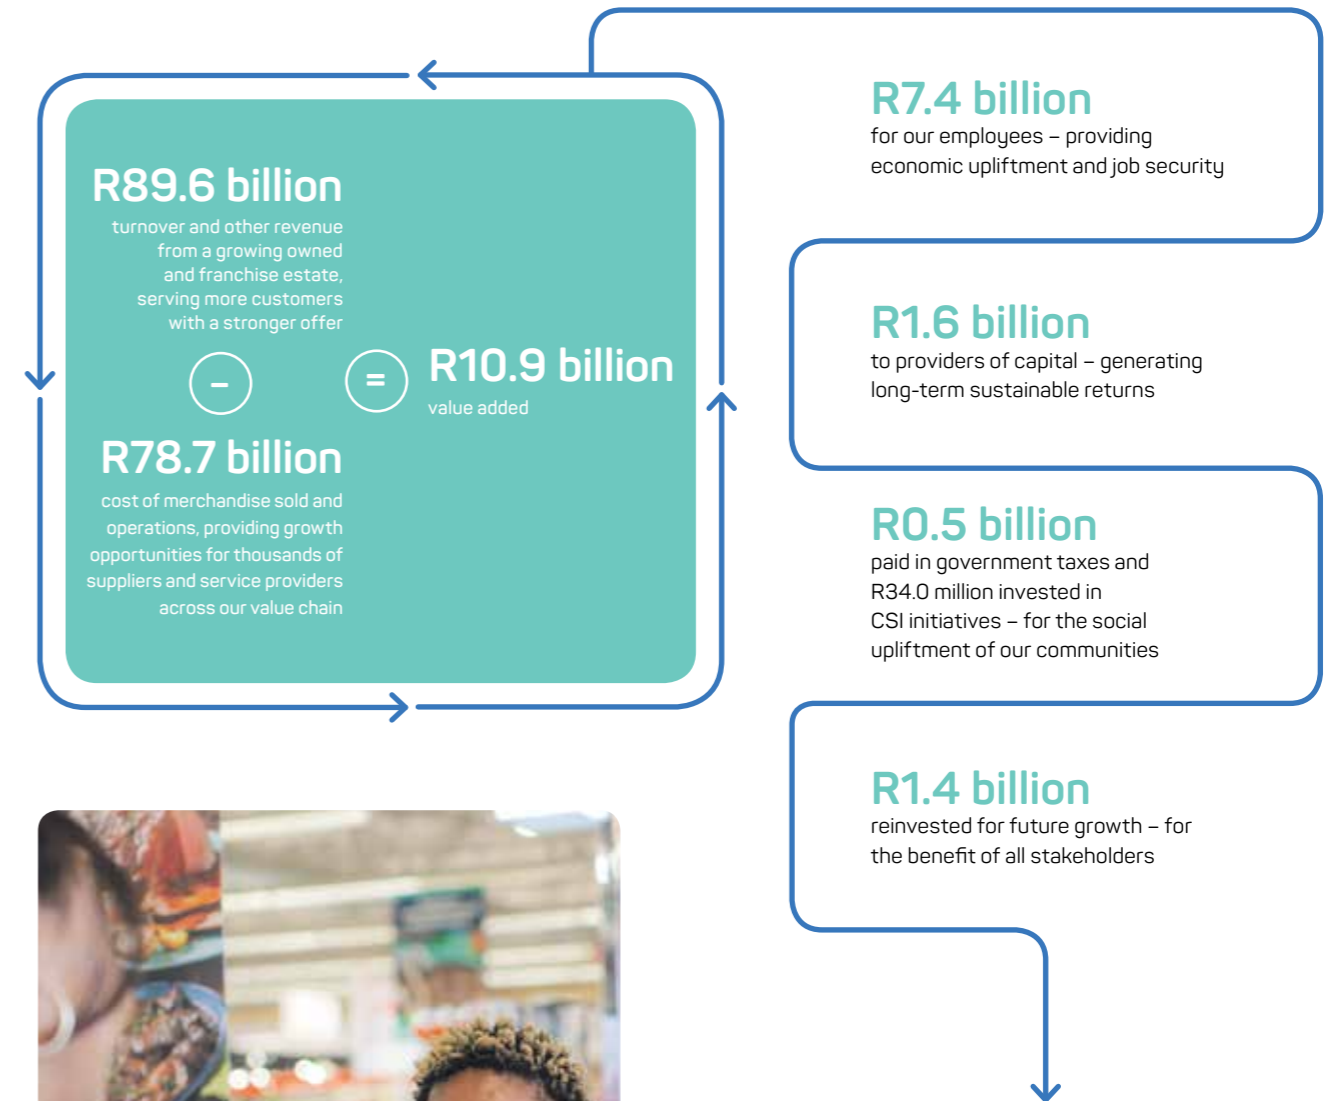 R89.6 billion
turnover and other revenue
from a growing owned
and franchise estate,
serving more customers
with a stronger offer
–
=
R10.9 billion
value added
R78.7 billion
cost of merchandise sold and
operations, providing growth
opportunities for thousands of
suppliers and service providers
across our value chain
R7.4 billion
for our employees – providing
economic upliftment and job security
R1.6 billion
to providers of capital – generating
long-term sustainable returns
R0.5 billion
paid in government taxes and
R34.0 million invested in
CSI initiatives – for the social
upliftment of our communities
R1.4 billion
reinvested for future growth – for
the benefit of all stakeholders